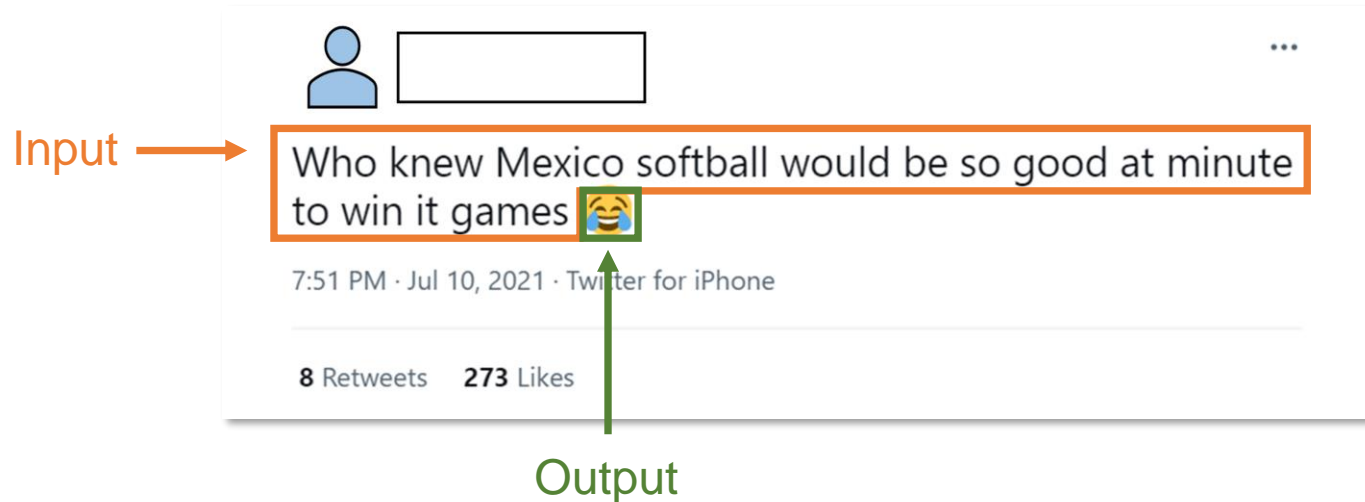 ...
Input
Who knew Mexico softball would be so good at minute
to win it games 😂
7:51 PM · Jul 10, 2021 · Twitter for iPhone
8 Retweets 273 Likes
Output